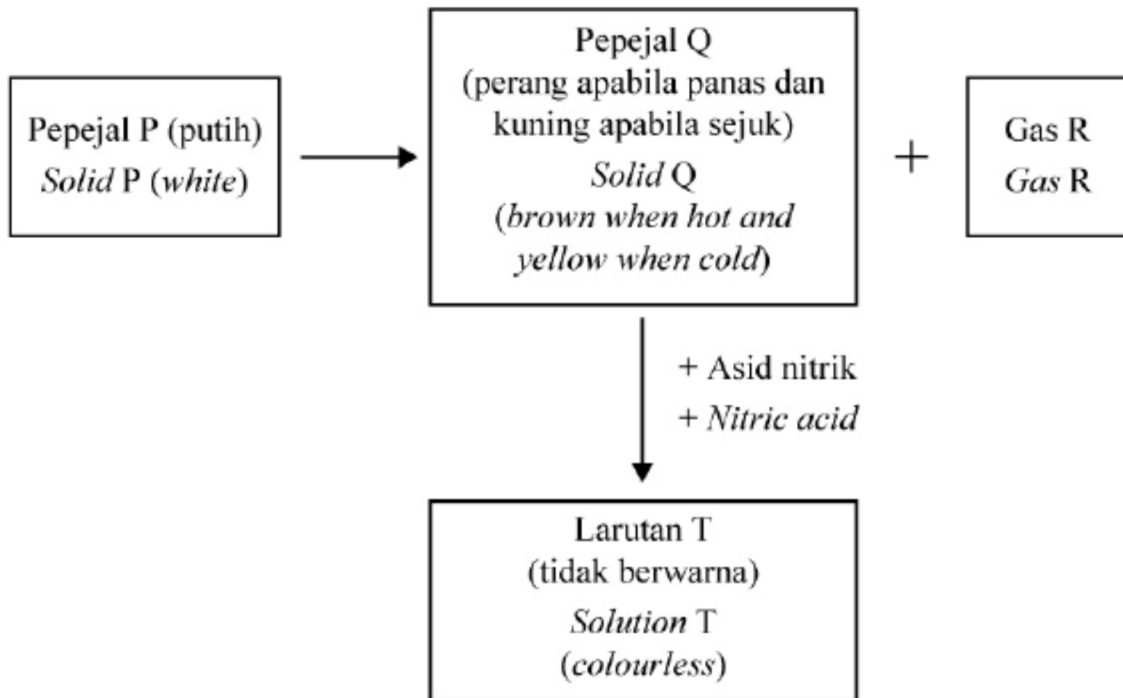 Pepejal P (putih)
Solid P (white)
Pepejal Q
(perang apabila panas dan
kuning apabila sejuk)
Solid Q
(brown when hot and
yellow when cold)
+
Gas R
Gas R
+ Asid nitrik
+ Nitric acid
Larutan T
(tidak berwarna)
Solution T
(colourless)